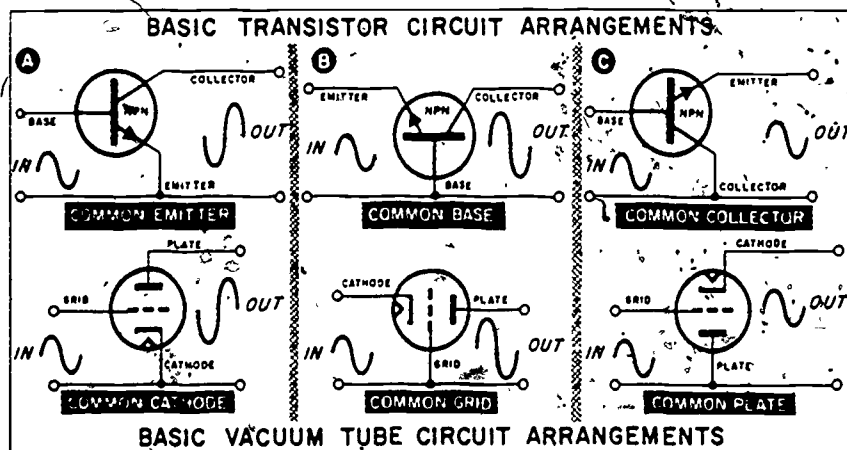 BASIC TRANSISTOR CIRCUIT ARRANGEMENTS
A
COLLECTOR
BASE
NPN
IN
OUT
EMITTER
COMMON EMITTER
B
EMITTER
NPN
COLLECTOR
IN
OUT
BASE
COMMON BASE
C
EMITTER
BASE
NPN
IN
OUT
COLLECTOR
COMMON COLLECTOR
PLATE
GRID
OUT
IN
CATHODE
COMMON CATHODE
CATHODE
PLATE
IN
OUT
GRID
COMMON GRID
CATHODE
GRID
OUT
IN
PLATE
COMMON PLATE
BASIC VACUUM TUBE CIRCUIT ARRANGEMENTS